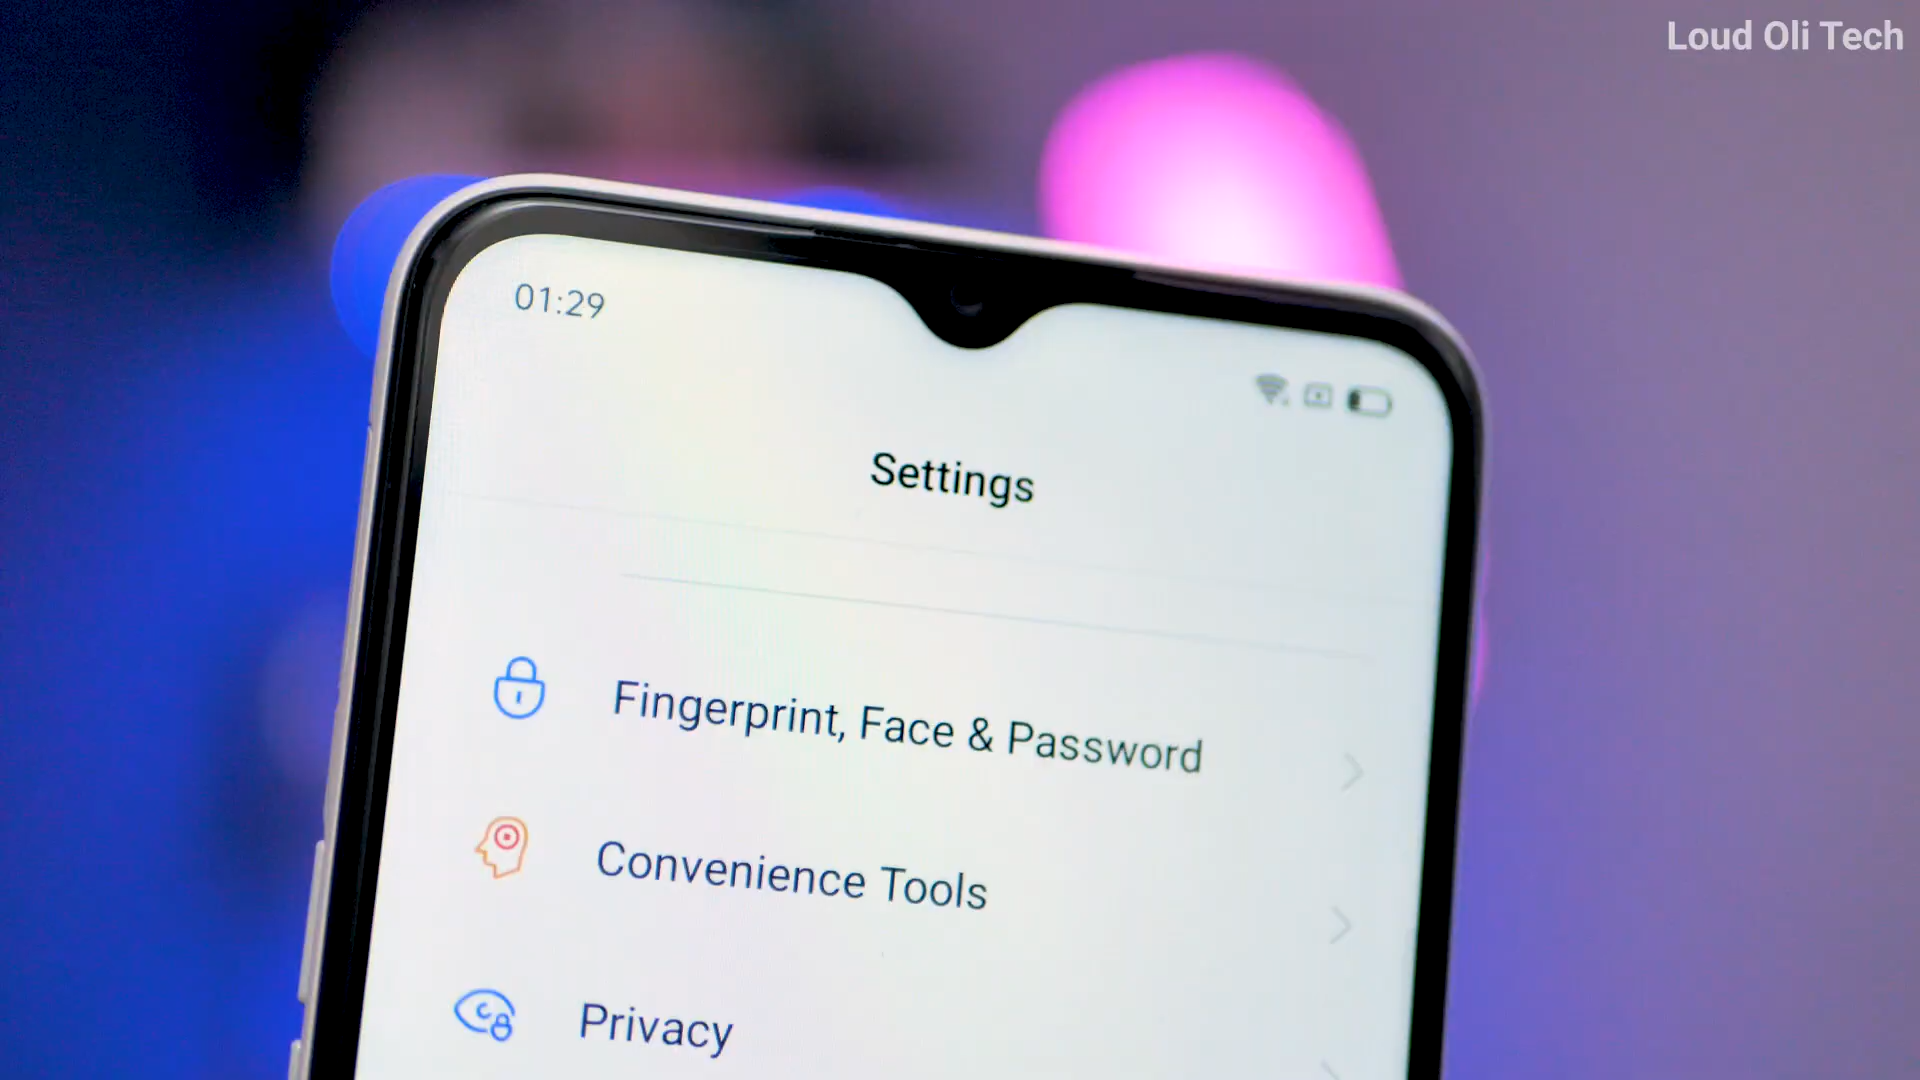 Loud Oli Tech
01:29
Settings
Fingerprint, Face & Password
Convenience Tools
Privacy